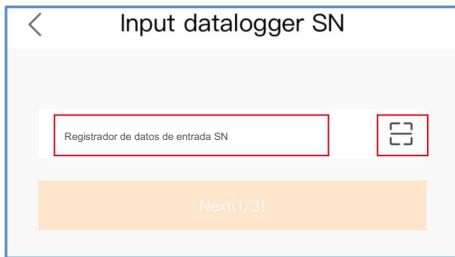 Input datalogger SN
Registrador de datos de entrada SN
Next(1/3)